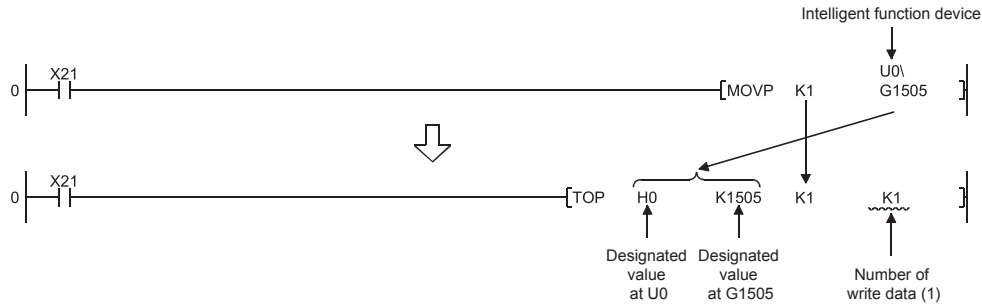 Intelligent function device
X21
U0\
0
MOVP K1 G1505
X21
0
TOP H0 K1505 K1 K1
Designated Designated
value value Number of
at U0 at G1505 write data (1)